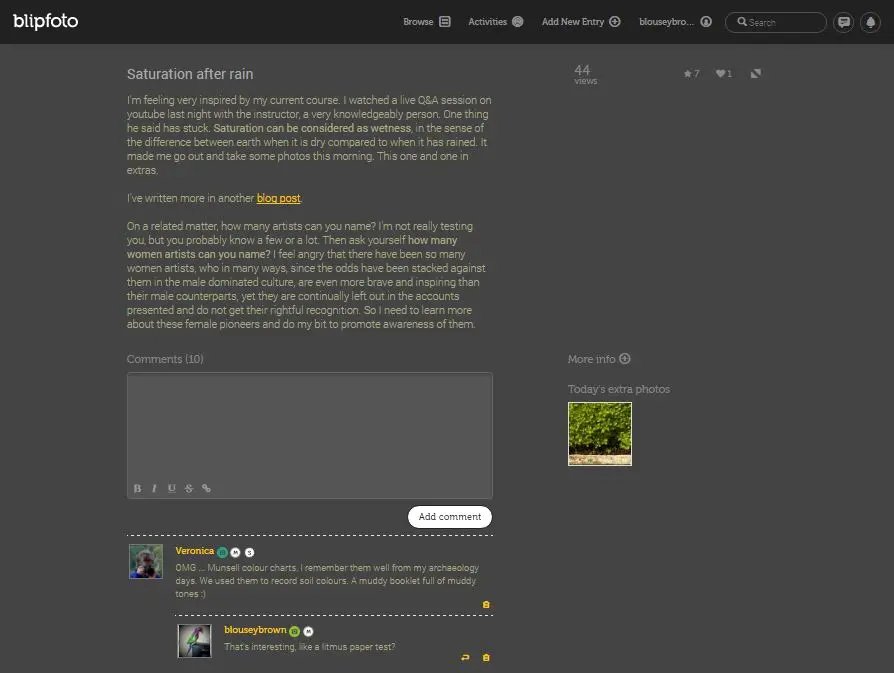 blipfoto
Browse
Activities
Add New Entry
blouseybro...
Search
Saturation after rain
44
views
7
1
I'm feeling very inspired by my current course. I watched a live Q&A session on
youtube last night with the instructor, a very knowledgeably person. One thing
he said has stuck. Saturation can be considered as wetness, in the sense of
the difference between earth when it is dry compared to when it has rained. It
made me go out and take some photos this morning. This one and one in
extras.
I've written more in another blog post.
On a related matter, how many artists can you name? I'm not really testing
you, but you probably know a few or a lot. Then ask yourself how many
women artists can you name? I feel angry that there have been so many
women artists, who in many ways, since the odds have been stacked against
them in the male dominated culture, are even more brave and inspiring than
their male counterparts, yet they are continually left out in the accounts
presented and do not get their rightful recognition. So I need to learn more
about these female pioneers and do my bit to promote awareness of them.
Comments (10)
More info
Today's extra photos
B I U S
Add comment
Veronica M S
OMG ... Munsell colour charts, I remember them well from my archaeology
days. We used them to record soil colours. A muddy booklet full of muddy
tones :)
blouseybrown M
That's interesting, like a litmus paper test?